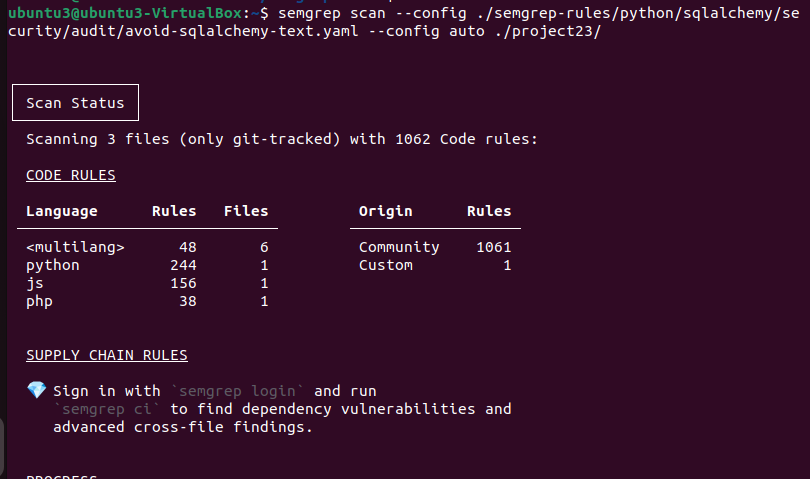 ubuntu3@ubuntu3-VirtualBox:~$ semgrep scan --config ./semgrep-rules/python/sqlalchemy/se
curity/audit/avoid-sqlalchemy-text.yaml --config auto ./project23/
Scan Status
Scanning 3 files (only git-tracked) with 1062 Code rules:
CODE RULES
Language Rules Files Origin Rules
<multilang> 48 6 Community 1061
python 244 1 Custom 1
js 156 1
php 38 1
SUPPLY CHAIN RULES
💎 Sign in with `semgrep login` and run
`semgrep ci` to find dependency vulnerabilities and
advanced cross-file findings.
PROGRESS